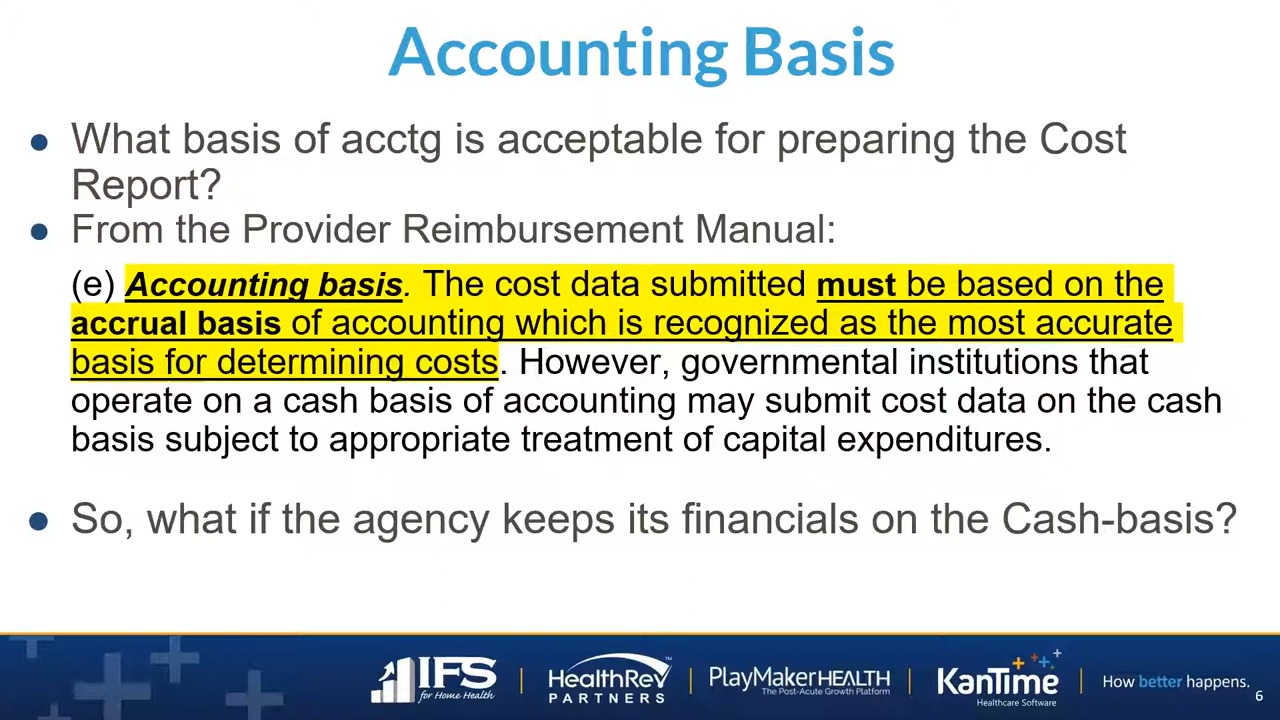 Accounting Basis
● What basis of acctg is acceptable for preparing the Cost
Report?
● From the Provider Reimbursement Manual:
(e) Accounting basis. The cost data submitted must be based on the
accrual basis of accounting which is recognized as the most accurate
basis for determining costs. However, governmental institutions that
operate on a cash basis of accounting may submit cost data on the cash
basis subject to appropriate treatment of capital expenditures.
● So, what if the agency keeps its financials on the Cash-basis?
IFS
for Home Health
HealthRev™
PARTNERS
PlayMakerHEALTH
The Post-Acute Growth Platform
KanTime
Healthcare Software
How better happens.
6